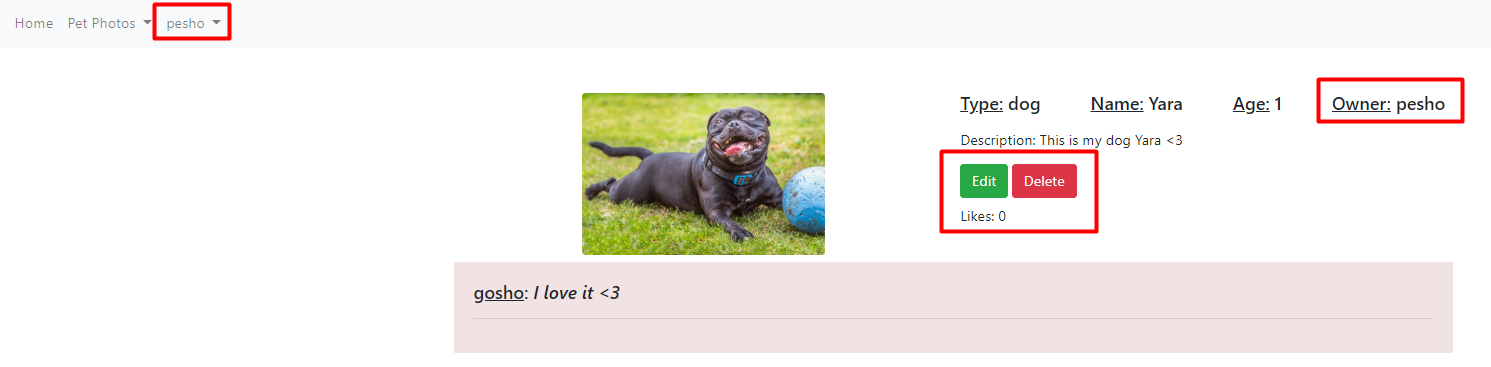 Home Pet Photos pesho
Type: dog Name: Yara Age: 1 Owner: pesho
Description: This is my dog Yara <3
Edit Delete
Likes: 0
gosho: I love it <3